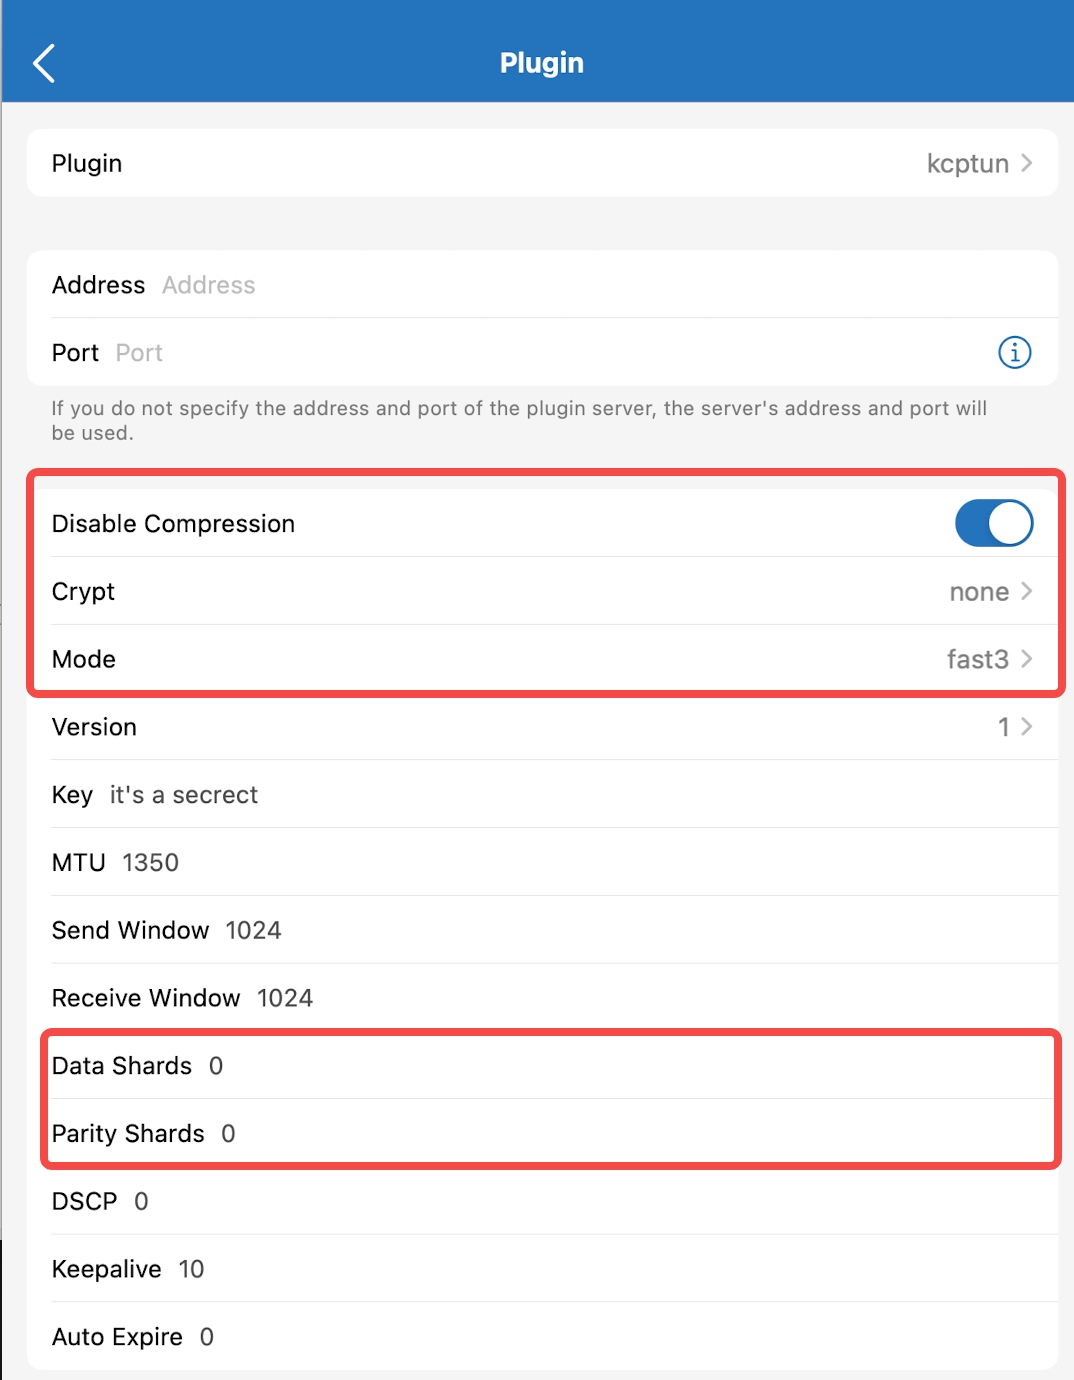 Plugin
Plugin kcptun
Address Address
Port Port
If you do not specify the address and port of the plugin server, the server's address and port will
be used.
Disable Compression
Crypt none
Mode fast3
Version 1
Key it's a secrect
MTU 1350
Send Window 1024
Receive Window 1024
Data Shards 0
Parity Shards 0
DSCP 0
Keepalive 10
Auto Expire 0